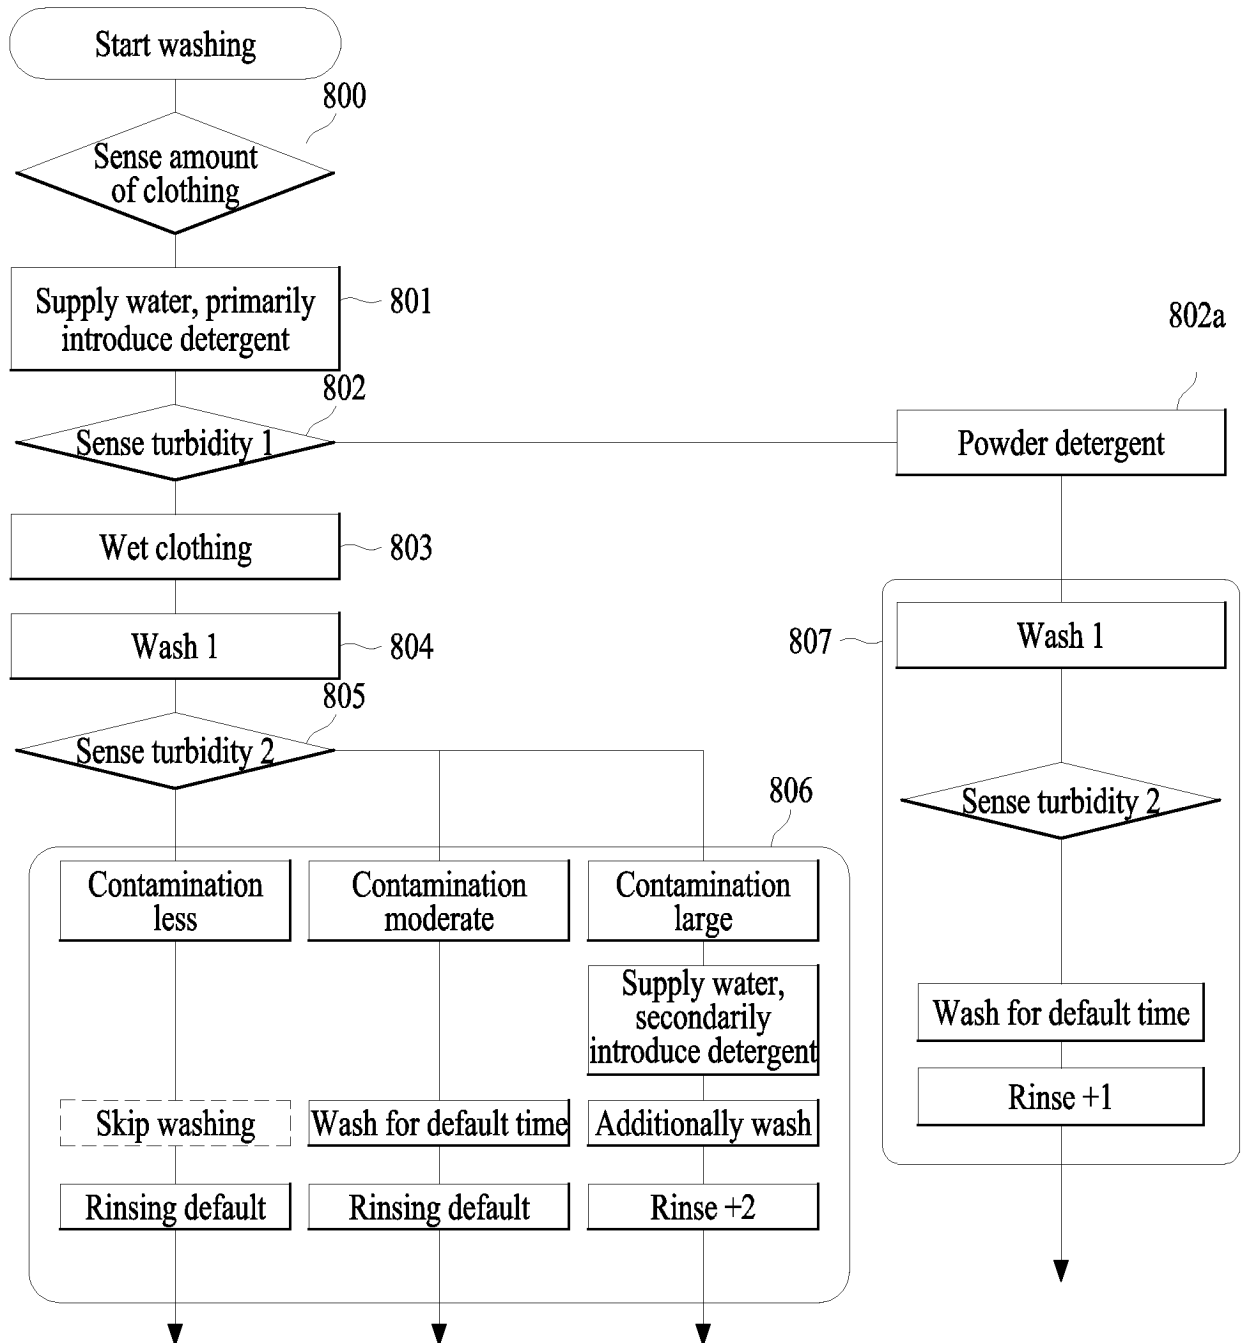 Start washing
800
Sense amount
of clothing
Supply water, primarily
introduce detergent
801
802a
802
Sense turbidity 1
Powder detergent
Wet clothing
803
Wash 1
804
807
Wash 1
805
Sense turbidity 2
Sense turbidity 2
806
Contamination
less
Contamination
moderate
Contamination
large
Supply water,
secondarily
introduce detergent
Wash for default time
Skip washing
Wash for default time
Additionally wash
Rinse +1
Rinsing default
Rinsing default
Rinse +2